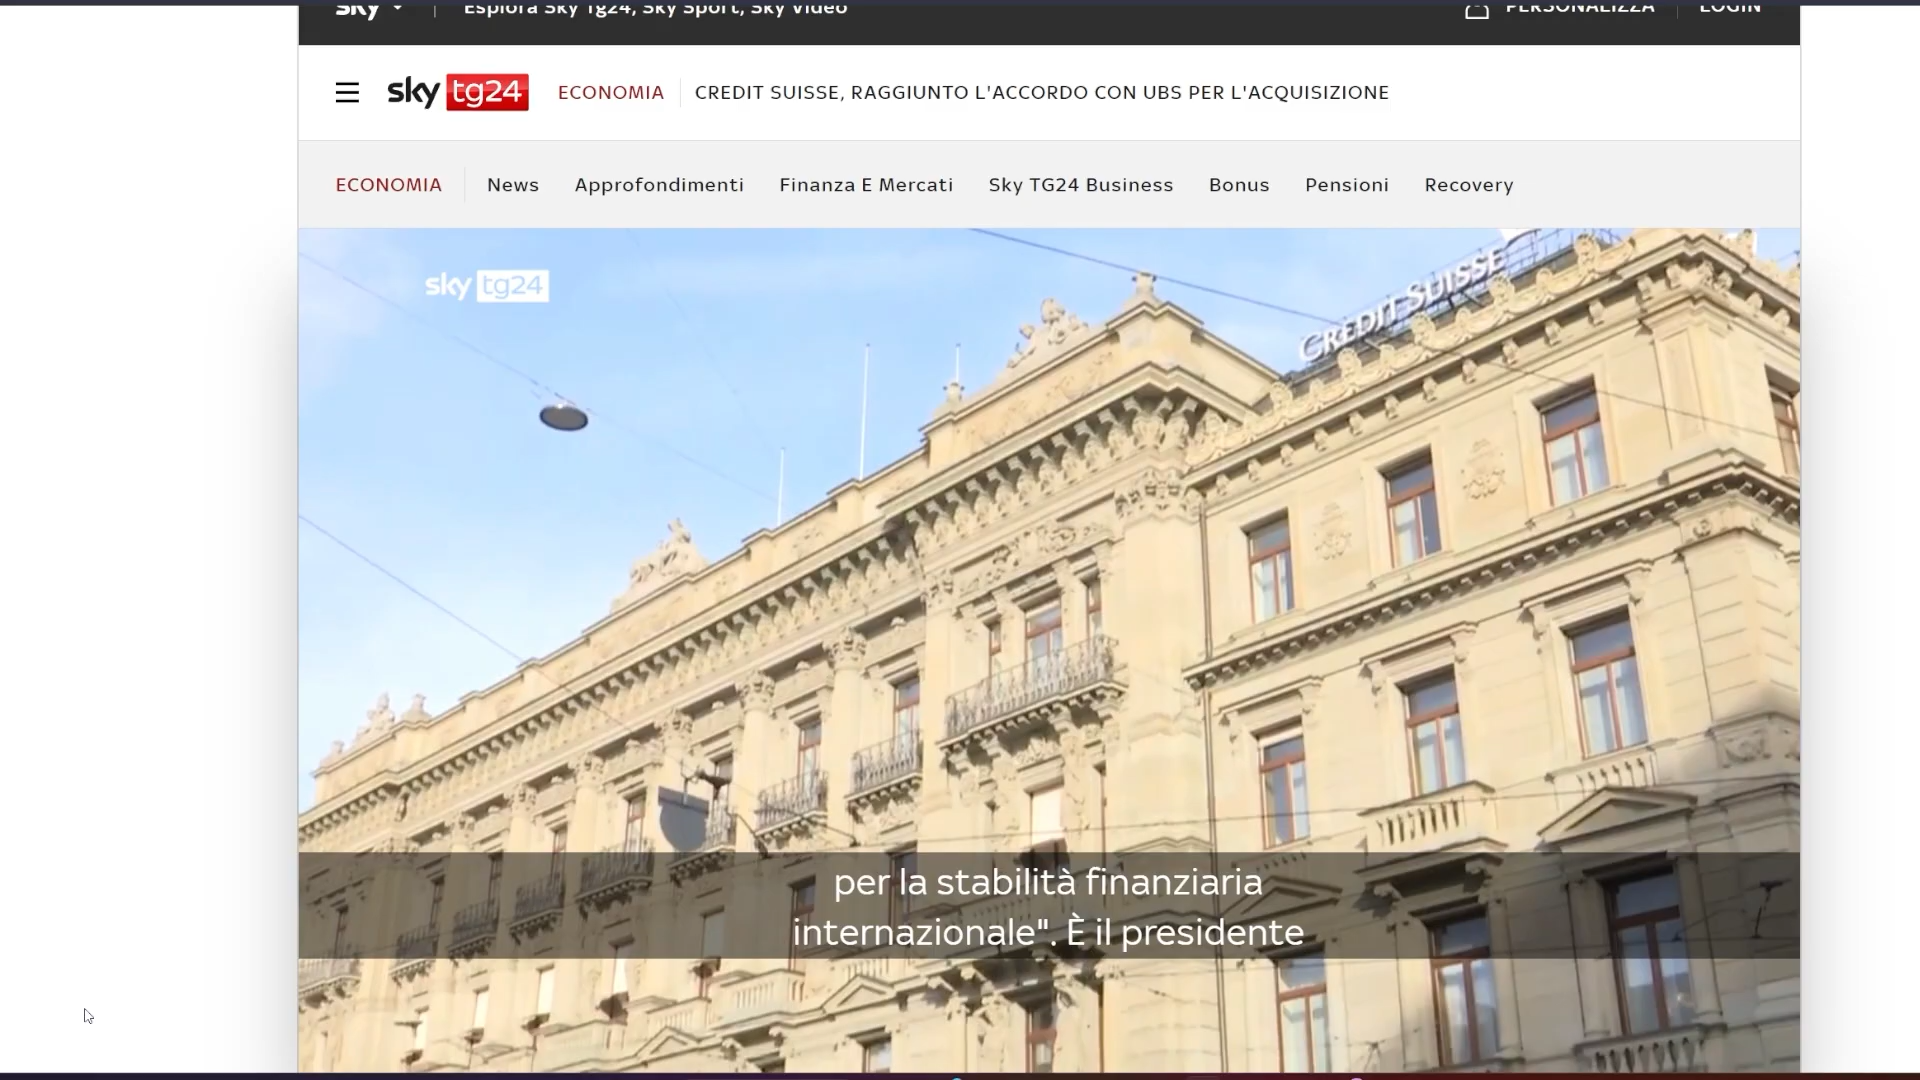 sky
Esplora Sky Tg24, Sky Sport, Sky Video
PERSONALIZZA
LOGIN
sky tg24
ECONOMIA
CREDIT SUISSE, RAGGIUNTO L'ACCORDO CON UBS PER L'ACQUISIZIONE
ECONOMIA
News
Approfondimenti
Finanza E Mercati
Sky TG24 Business
Bonus
Pensioni
Recovery
sky tg24
CREDIT SUISSE
per la stabilità finanziaria
internazionale". È il presidente